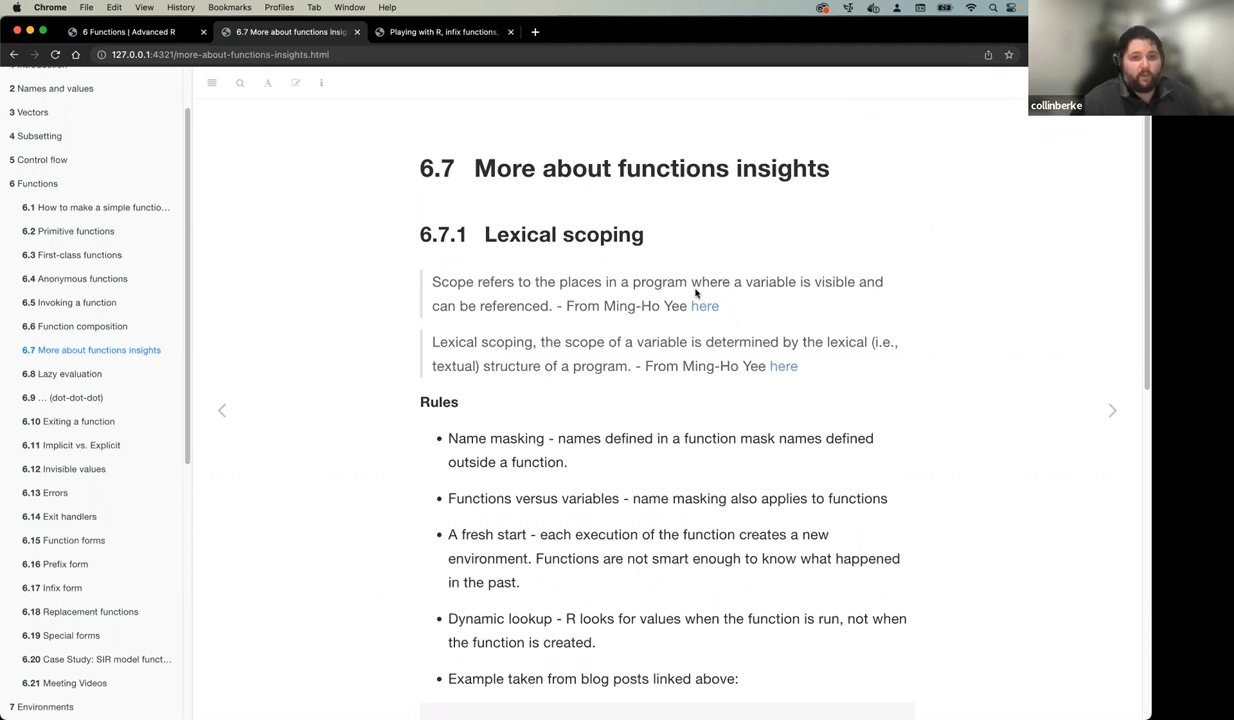 Chrome File Edit View History Bookmarks Profiles Tab Window Help
6 Functions | Advanced R
6.7 More about functions insig
Playing with R, infix functions,
127.0.0.1:4321/more-about-functions-insights.html
collinberke
2 Names and values
3 Vectors
4 Subsetting
5 Control flow
6 Functions
6.1 How to make a simple functio...
6.2 Primitive functions
6.3 First-class functions
6.4 Anonymous functions
6.5 Invoking a function
6.6 Function composition
6.7 More about functions insights
6.8 Lazy evaluation
6.9 ... (dot-dot-dot)
6.10 Exiting a function
6.11 Implicit vs. Explicit
6.12 Invisible values
6.13 Errors
6.14 Exit handlers
6.15 Function forms
6.16 Prefix form
6.17 Infix form
6.18 Replacement functions
6.19 Special forms
6.20 Case Study: SIR model funct...
6.21 Meeting Videos
7 Environments
6.7 More about functions insights
6.7.1 Lexical scoping
Scope refers to the places in a program where a variable is visible and
can be referenced. - From Ming-Ho Yee here
Lexical scoping, the scope of a variable is determined by the lexical (i.e.,
textual) structure of a program. - From Ming-Ho Yee here
Rules
• Name masking - names defined in a function mask names defined
outside a function.
• Functions versus variables - name masking also applies to functions
• A fresh start - each execution of the function creates a new
environment. Functions are not smart enough to know what happened
in the past.
• Dynamic lookup - R looks for values when the function is run, not when
the function is created.
• Example taken from blog posts linked above: